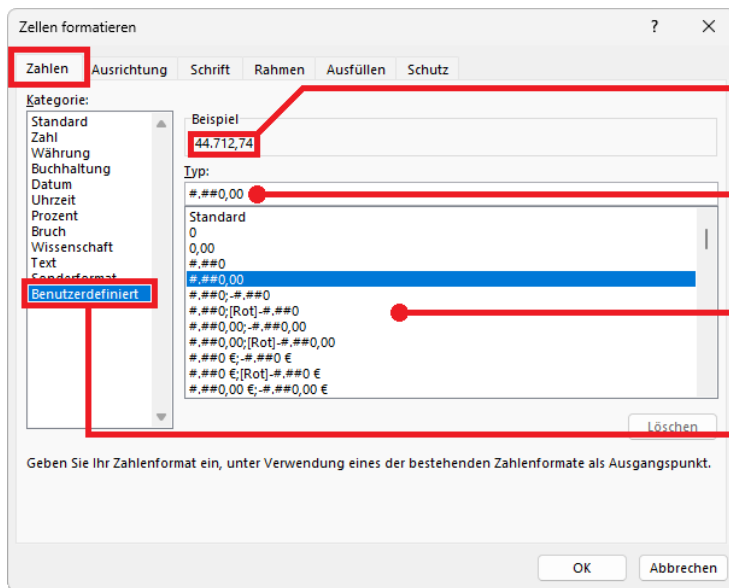 Zellen formatieren
?
Zahlen Ausrichtung Schrift Rahmen Ausfüllen Schutz
Kategorie:
Standard
Zahl
Währung
Buchhaltung
Datum
Uhrzeit
Prozent
Bruch
Wissenschaft
Text
Sonderformat
Benutzerdefiniert
Beispiel
44.712,74
Typ:
#.##0,00
Standard
0
0,00
#.##0
#.##0,00
#.##0;-#.##0
#.##0;[Rot]-#.##0
#.##0,00;-#.##0,00
#.##0,00;[Rot]-#.##0,00
#.##0 €;-#.##0 €
#.##0 €;[Rot]-#.##0 €
#.##0,00 €;-#.##0,00 €
Löschen
Geben Sie Ihr Zahlenformat ein, unter Verwendung eines der bestehenden Zahlenformate als Ausgangspunkt.
OK Abbrechen